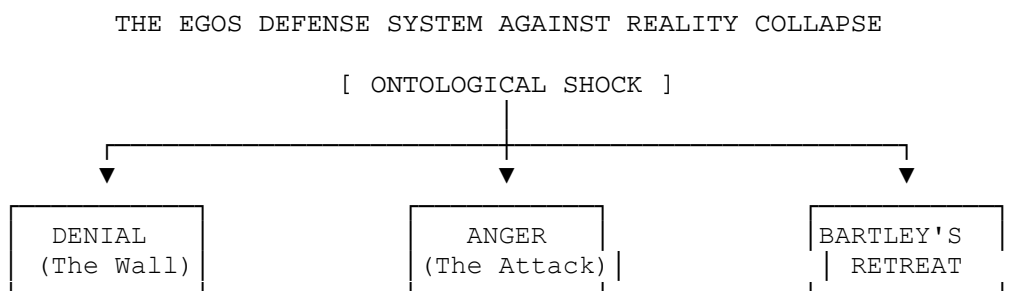 THE EGOS DEFENSE SYSTEM AGAINST REALITY COLLAPSE
[ ONTOLOGICAL SHOCK ]
DENIAL ANGER BARTLEY'S
(The Wall) (The Attack) RETREAT